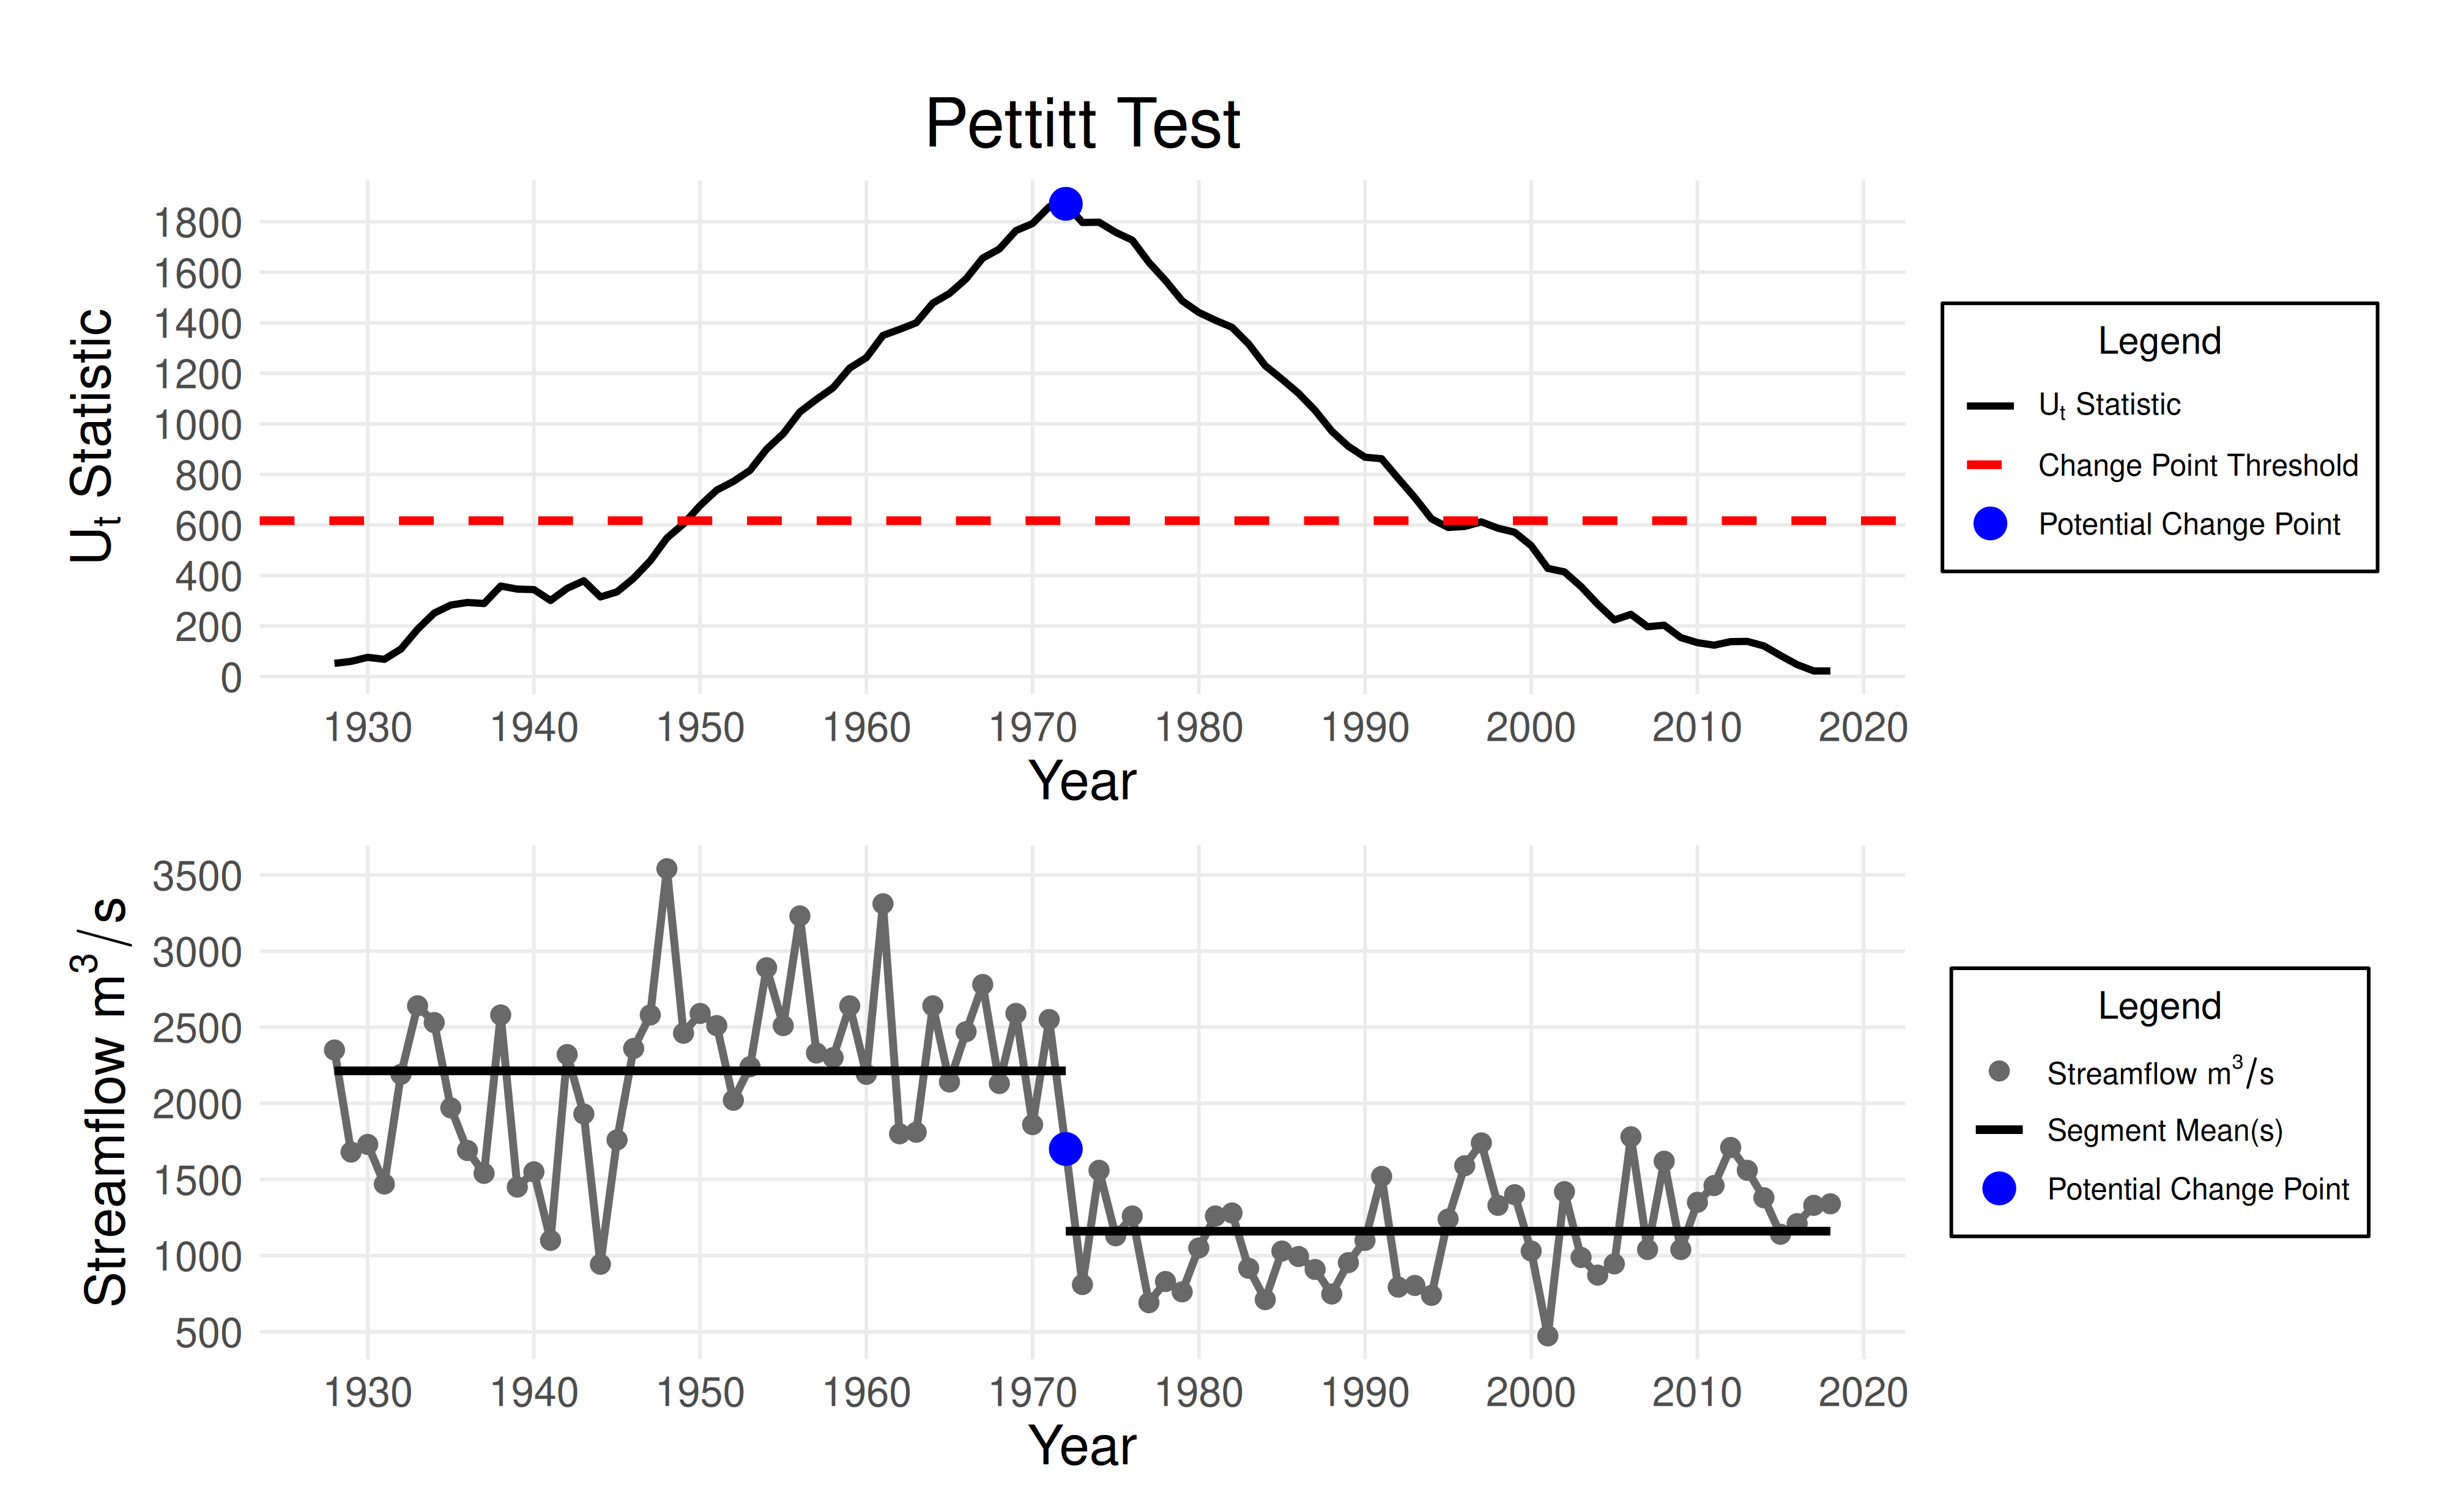 Pettitt Test
Uₜ Statistic
1800
1600
1400
1200
1000
800
600
400
200
0
1930 1940 1950 1960 1970 1980 1990 2000 2010 2020
Year
Legend
Uₜ Statistic
Change Point Threshold
Potential Change Point
Streamflow m³/s
3500
3000
2500
2000
1500
1000
500
1930 1940 1950 1960 1970 1980 1990 2000 2010 2020
Year
Legend
Streamflow m³/s
Segment Mean(s)
Potential Change Point